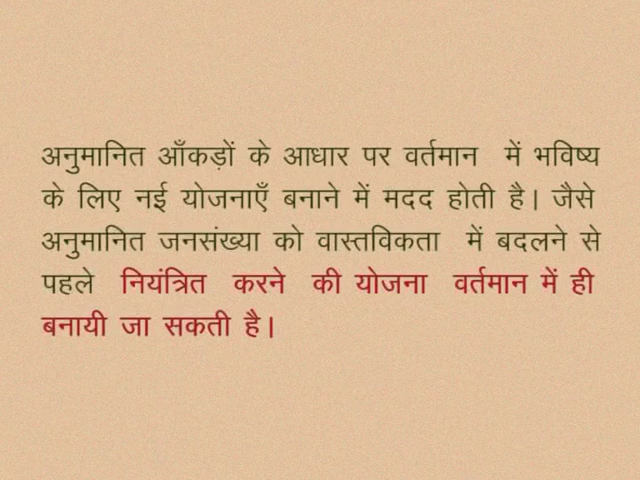 अनुमानित आँकड़ों के आधार पर वर्तमान में भविष्य
के लिए नई योजनाएँ बनाने में मदद होती है। जैसे
अनुमानित जनसंख्या को वास्तविकता में बदलने से
पहले नियंत्रित करने की योजना वर्तमान में ही
बनायी जा सकती है।